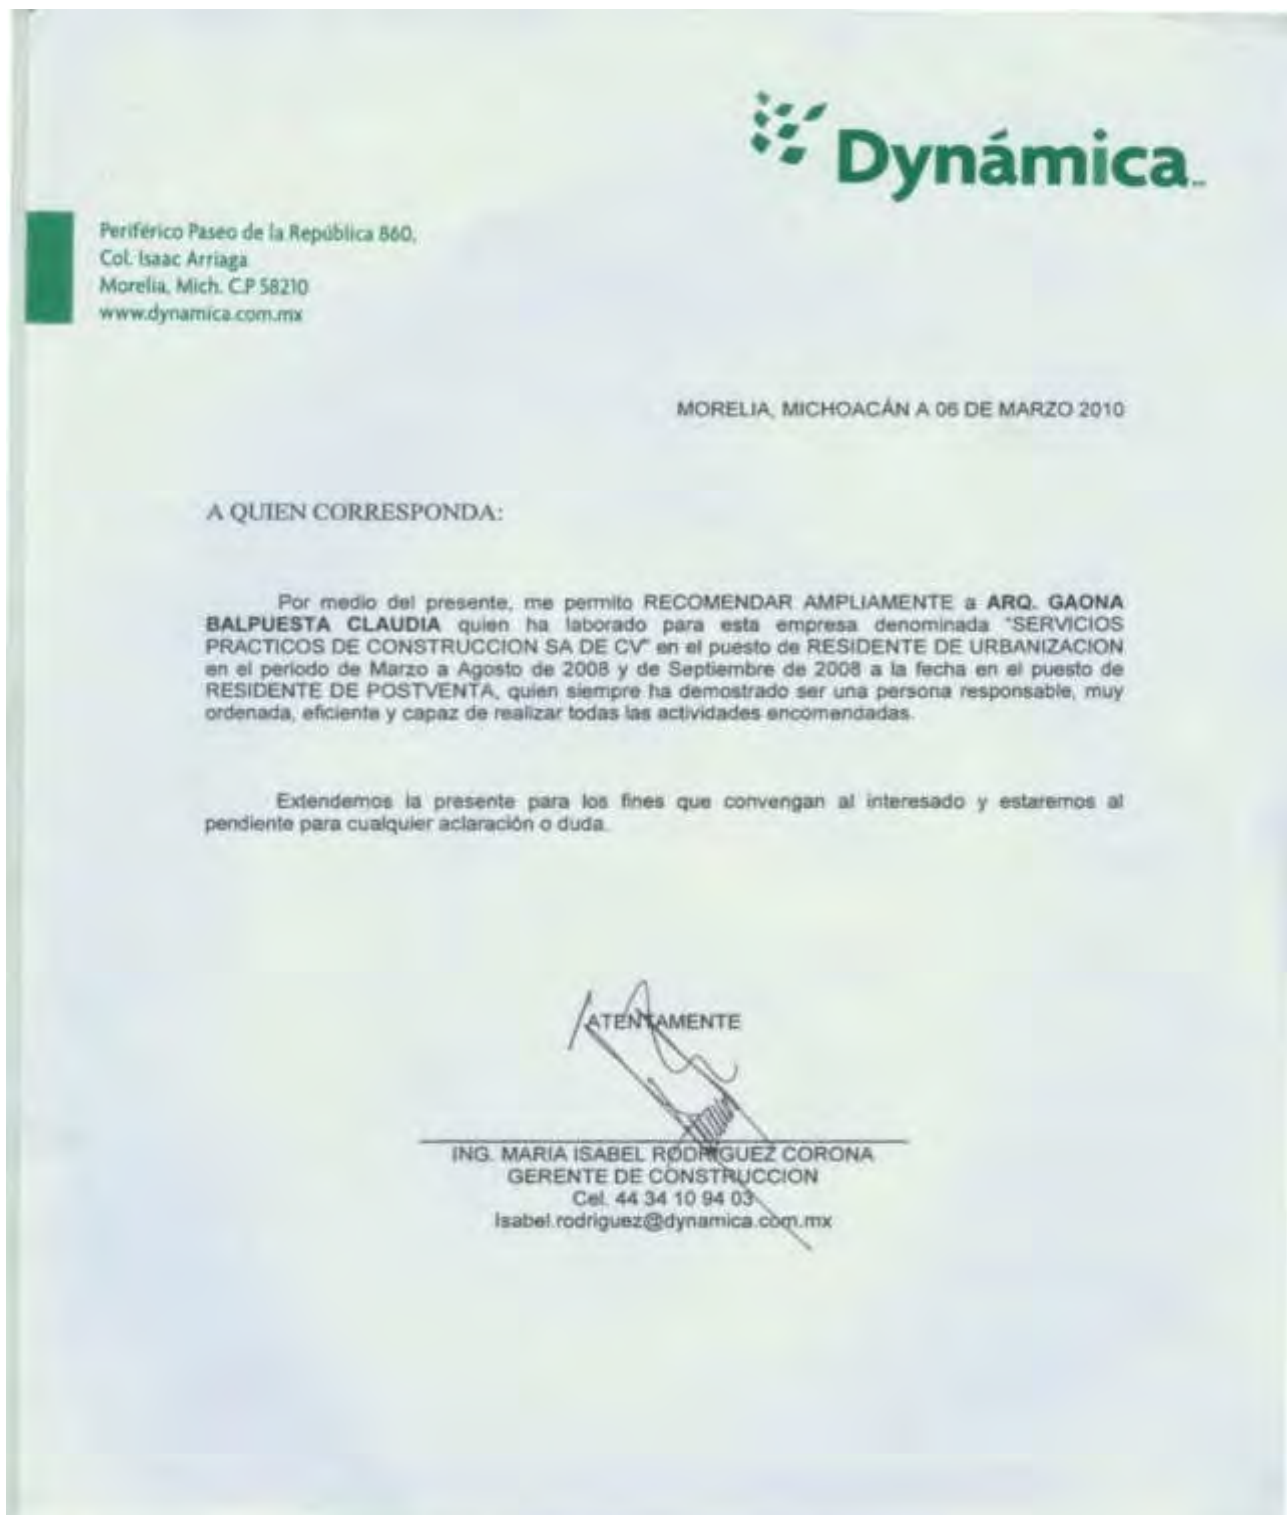 Dynámica
Periférico Paseo de la República 860,
Col. Isaac Arriaga
Morelia, Mich. C.P 58210
www.dynamica.com.mx
MORELIA, MICHOACÁN A 06 DE MARZO 2010
A QUIEN CORRESPONDA:
Por medio del presente, me permito RECOMENDAR AMPLIAMENTE a ARQ. GAONA
BALPUESTA CLAUDIA quien ha laborado para esta empresa denominada "SERVICIOS
PRACTICOS DE CONSTRUCCION SA DE CV" en el puesto de RESIDENTE DE URBANIZACION
en el periodo de Marzo a Agosto de 2008 y de Septiembre de 2008 a la fecha en el puesto de
RESIDENTE DE POSTVENTA, quien siempre ha demostrado ser una persona responsable, muy
ordenada, eficiente y capaz de realizar todas las actividades encomendadas.
Extendemos la presente para los fines que convengan al interesado y estaremos al
pendiente para cualquier aclaración o duda.
ATENTAMENTE
ING. MARIA ISABEL RODRIGUEZ CORONA
GERENTE DE CONSTRUCCION
Cel. 44 34 10 94 03
Isabel.rodriguez@dynamica.com.mx